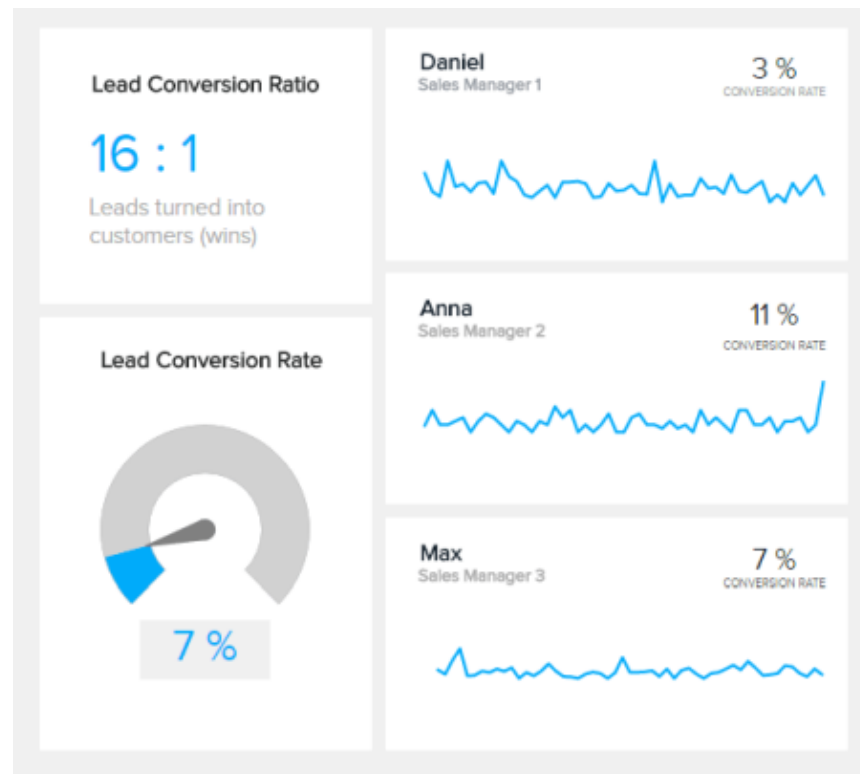 Lead Conversion Ratio
16 : 1
Leads turned into
customers (wins)
Lead Conversion Rate
7 %
Daniel
Sales Manager 1
3 %
CONVERSION RATE
Anna
Sales Manager 2
11 %
CONVERSION RATE
Max
Sales Manager 3
7 %
CONVERSION RATE